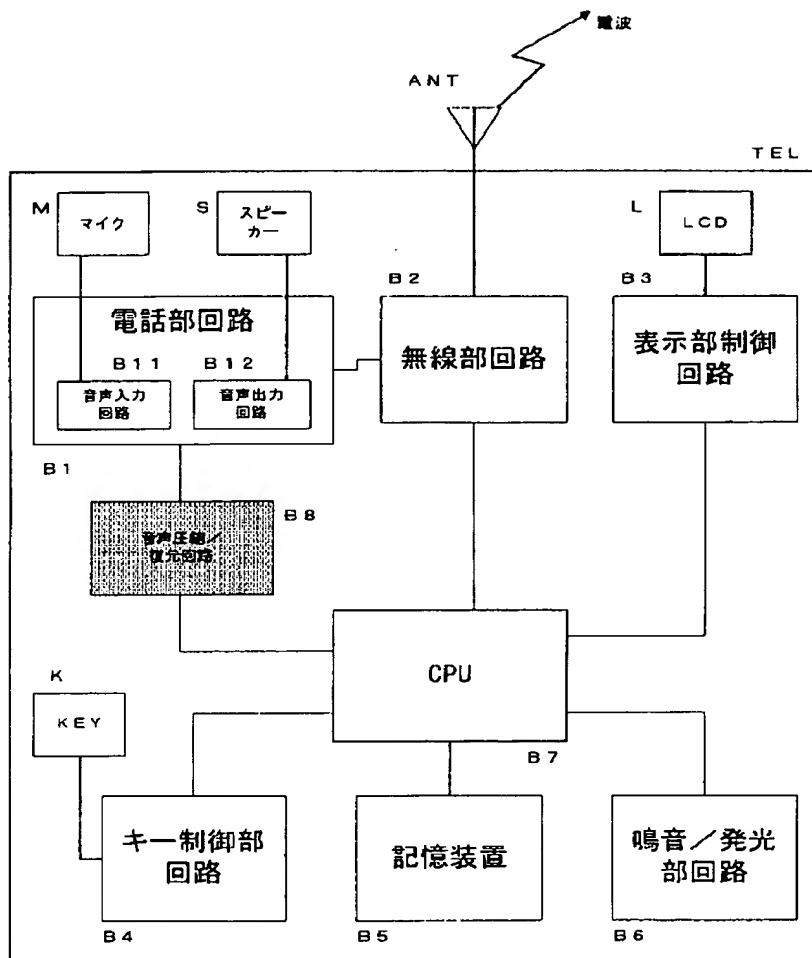 電波
ANT
TEL
M
マイク
S
スピー
カー
L
LCD
B2
B3
電話部回路
B11
B12
音声入力
回路
音声出力
回路
無線部回路
表示部制御
回路
B1
B8
音声圧縮/
復元回路
CPU
K
KEY
B7
キー制御部
回路
記憶装置
鳴音/発光
部回路
B4
B5
B6